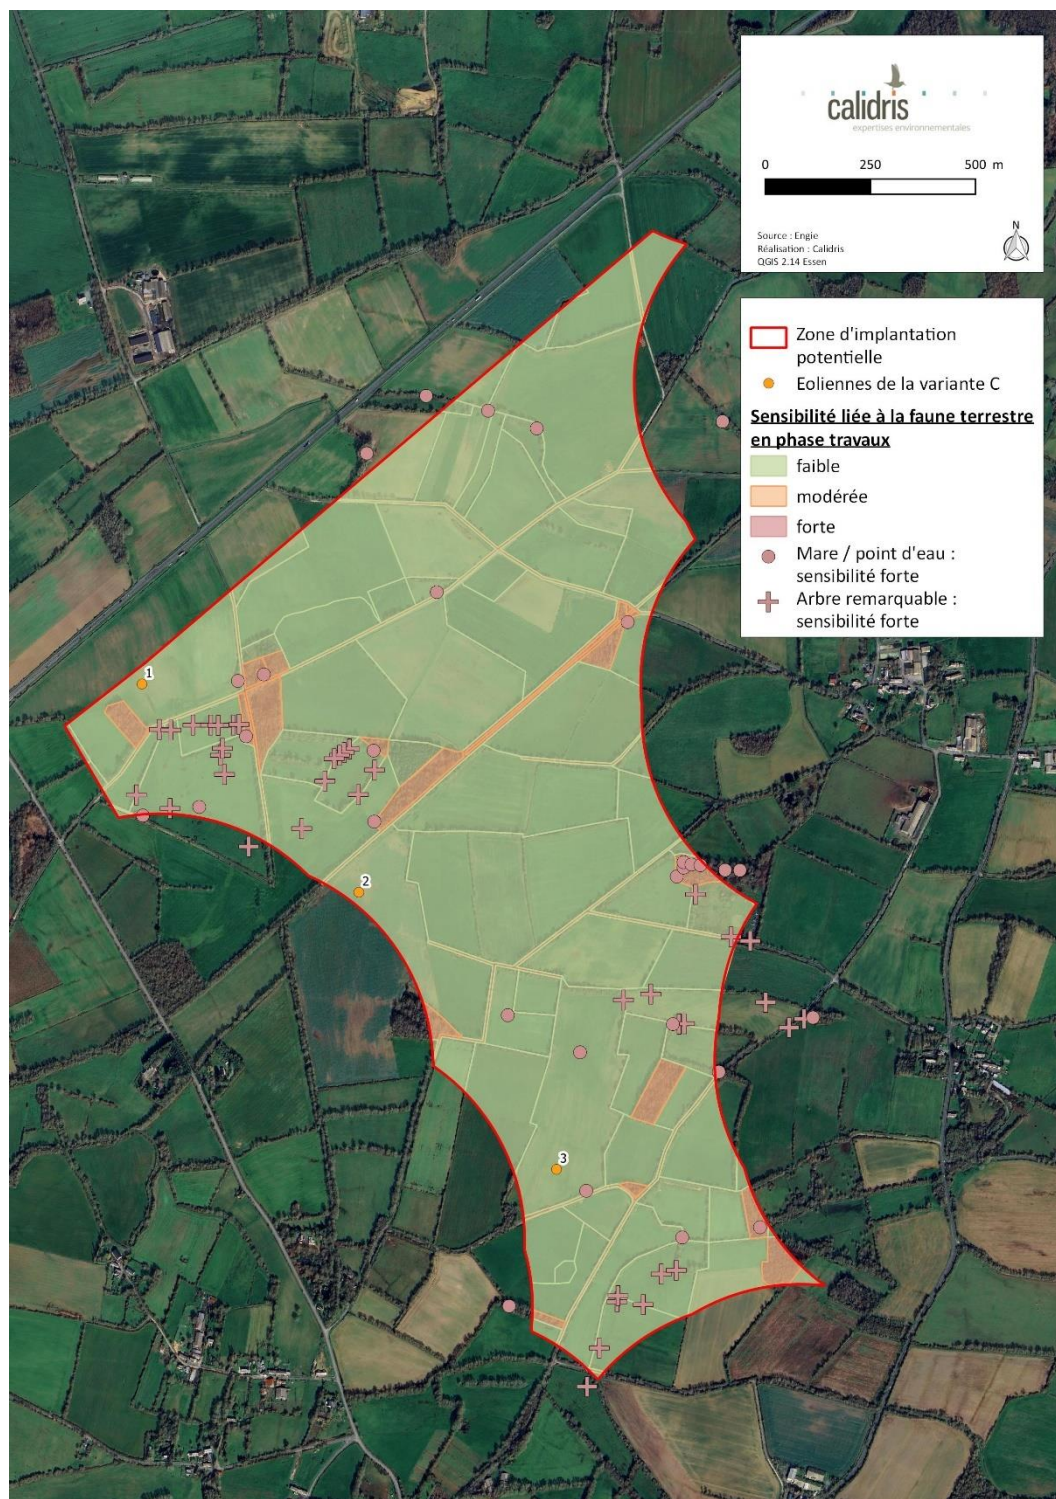 calidris
expertises environnementales
0 250 500 m
Source : Engie
Réalisation : Calidris
QGIS 2.14 Essen
N
Zone d'implantation
potentielle
Eoliennes de la variante C
Sensibilité liée à la faune terrestre
en phase travaux
faible
modérée
forte
Mare / point d'eau :
sensibilité forte
Arbre remarquable :
sensibilité forte
1
2
3